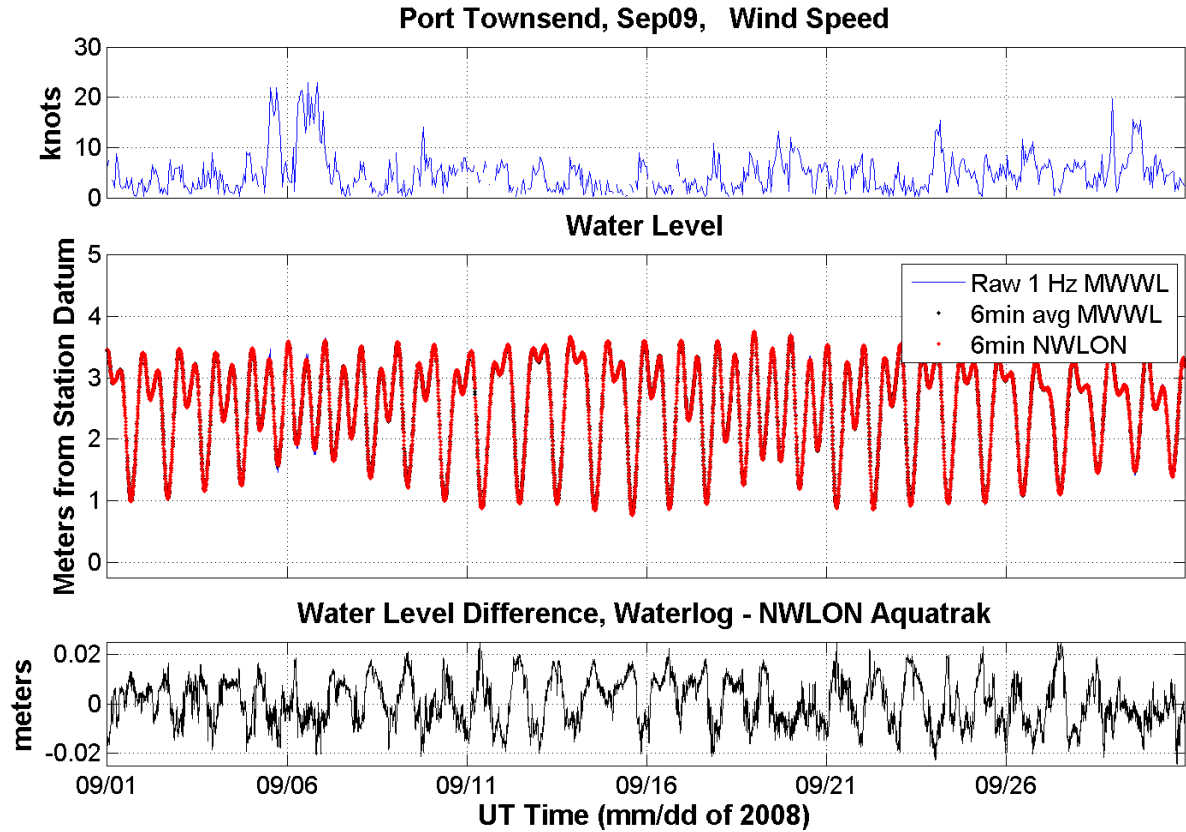 Port Townsend, Sep09, Wind Speed
30
20
10
0
knots
Water Level
5
4
3
2
1
0
Meters from Station Datum
Raw 1 Hz MWWL
6min avg MWWL
6min NWLON
Water Level Difference, Waterlog - NWLON Aquatrak
0.02
0
-0.02
meters
09/01 09/06 09/11 09/16 09/21 09/26
UT Time (mm/dd of 2008)